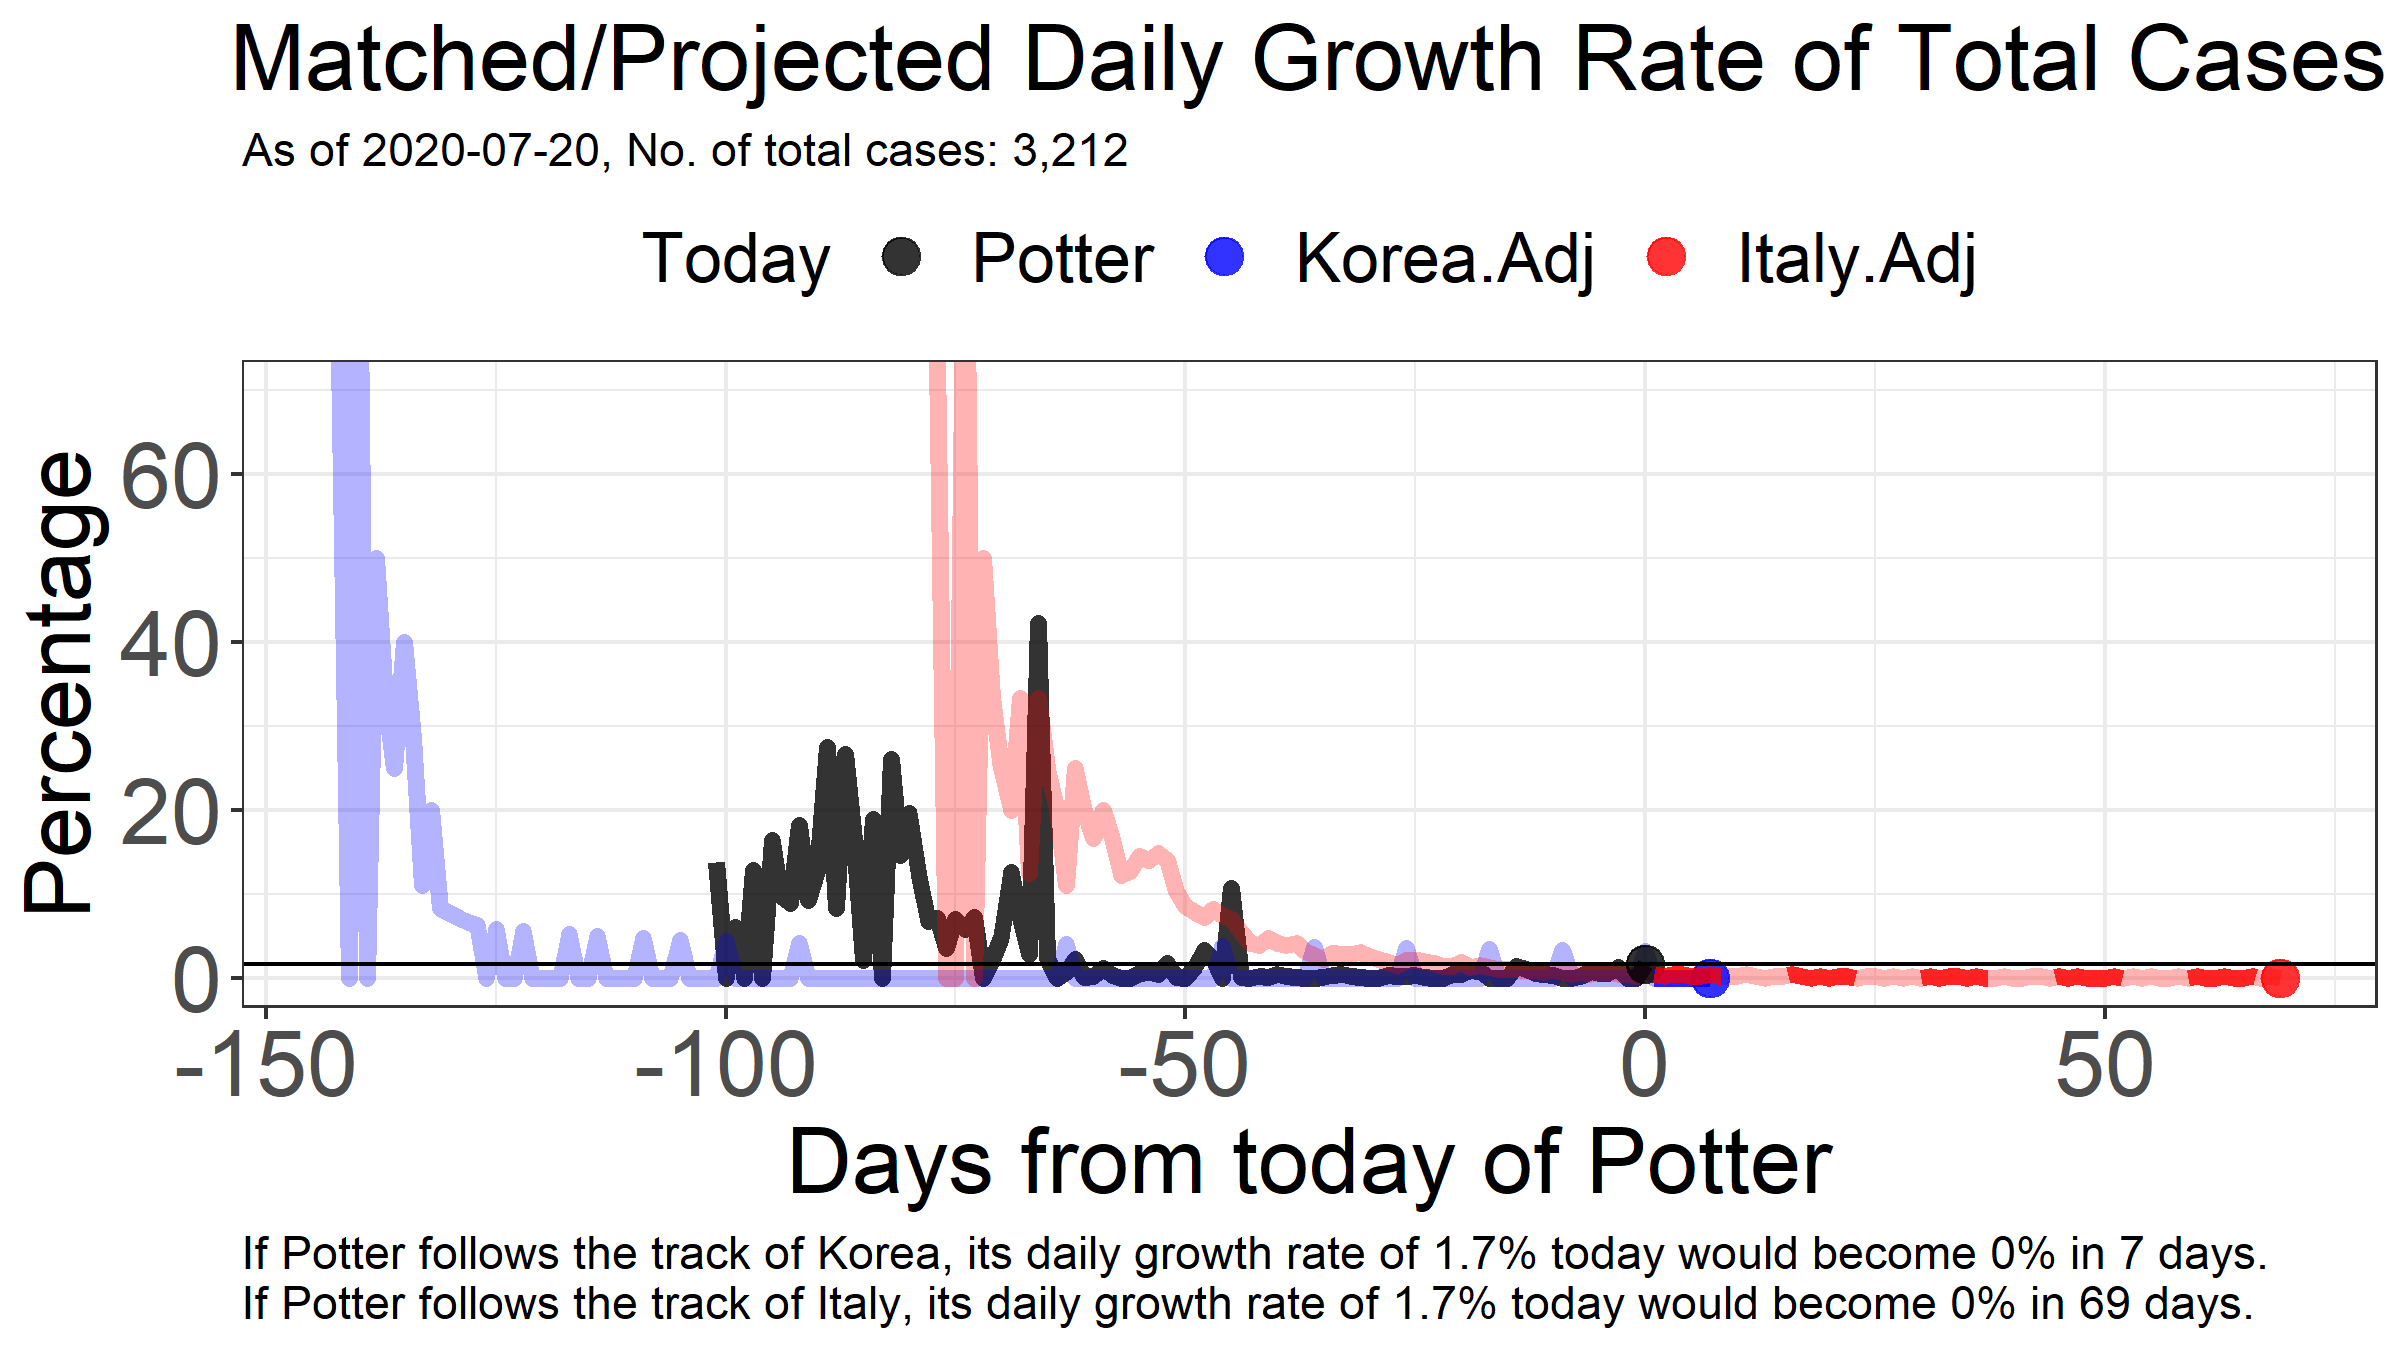 Matched/Projected Daily Growth Rate of Total Cases
As of 2020-07-20, No. of total cases: 3,212
Today Potter Korea.Adj Italy.Adj
Percentage
60
40
20
0
-150 -100 -50 0 50
Days from today of Potter
If Potter follows the track of Korea, its daily growth rate of 1.7% today would become 0% in 7 days.
If Potter follows the track of Italy, its daily growth rate of 1.7% today would become 0% in 69 days.